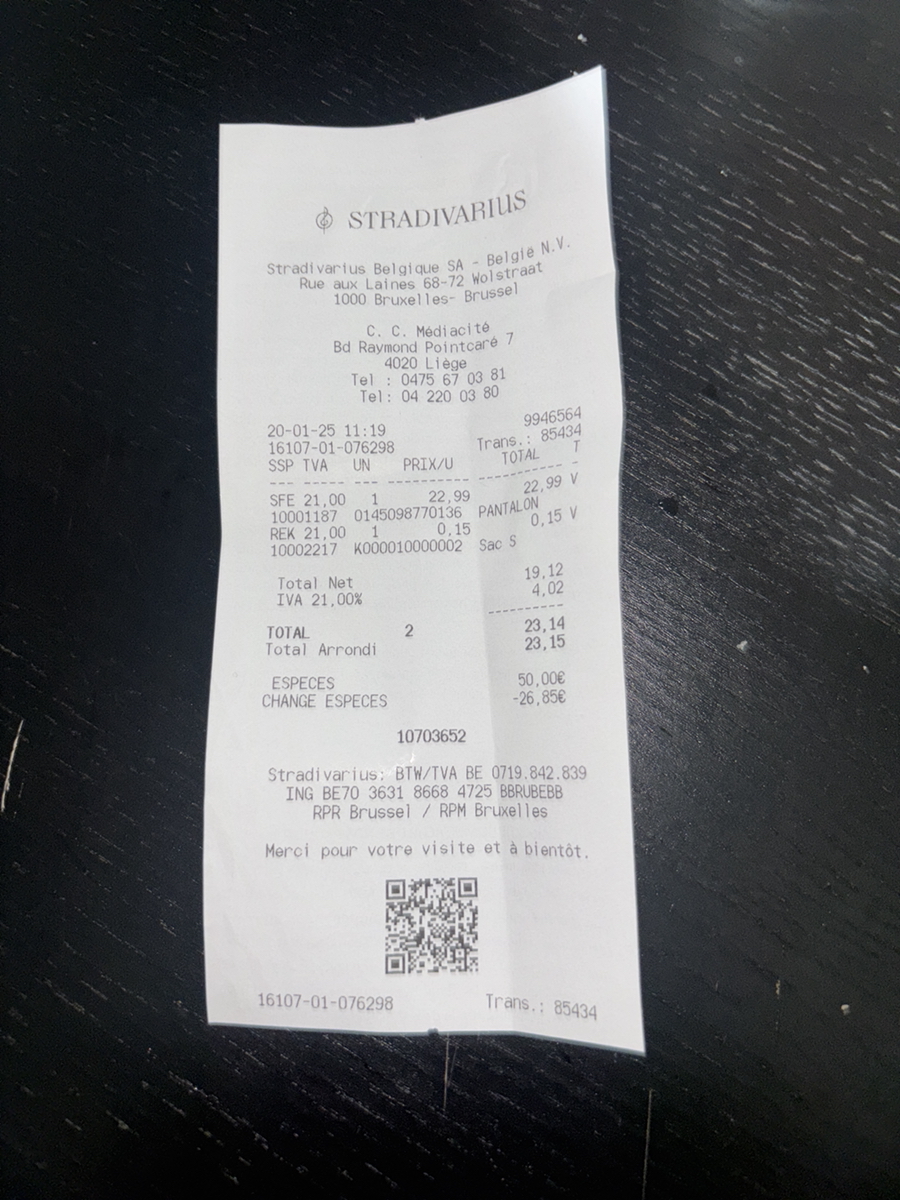 STRADIVARIUS
Stradivarius Belgique SA - België N.V.
Rue aux Laines 68-72 Wolstraat
1000 Bruxelles- Brussel
C. C. Médiacité
Bd Raymond Pointcaré 7
4020 Liège
Tel : 0475 67 03 81
Tel: 04 220 03 80
9946564
20-01-25 11:19 Trans.: 85434
16107-01-076298
SSP TVA UN PRIX/U TOTAL T
--- ----- --- --------- ---------- -
SFE 21,00 1 22,99 22,99 V
10001187 0145098770136 PANTALON
REK 21,00 1 0,15 0,15 V
10002217 K000010000002 Sac S
Total Net 19,12
IVA 21,00% 4,02
----------
TOTAL 2 23,14
Total Arrondi 23,15
ESPECES 50,00€
CHANGE ESPECES -26,85€
10703652
Stradivarius: BTW/TVA BE 0719.842.839
ING BE70 3631 8668 4725 BBRUBEBB
RPR Brussel / RPM Bruxelles
Merci pour votre visite et à bientôt.
16107-01-076298 Trans.: 85434